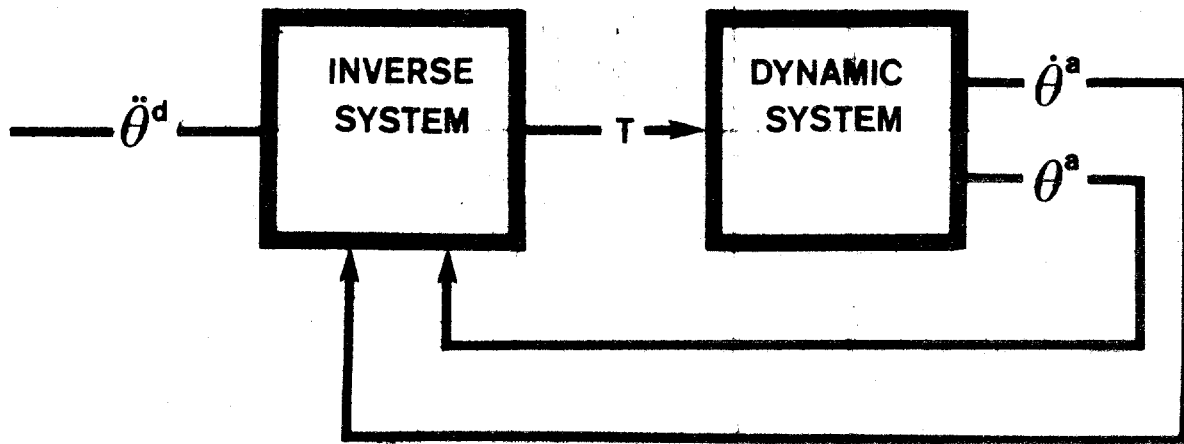 INVERSE
SYSTEM
DYNAMIC
SYSTEM
θ̈ᵈ
T
θ̇ᵃ
θᵃ